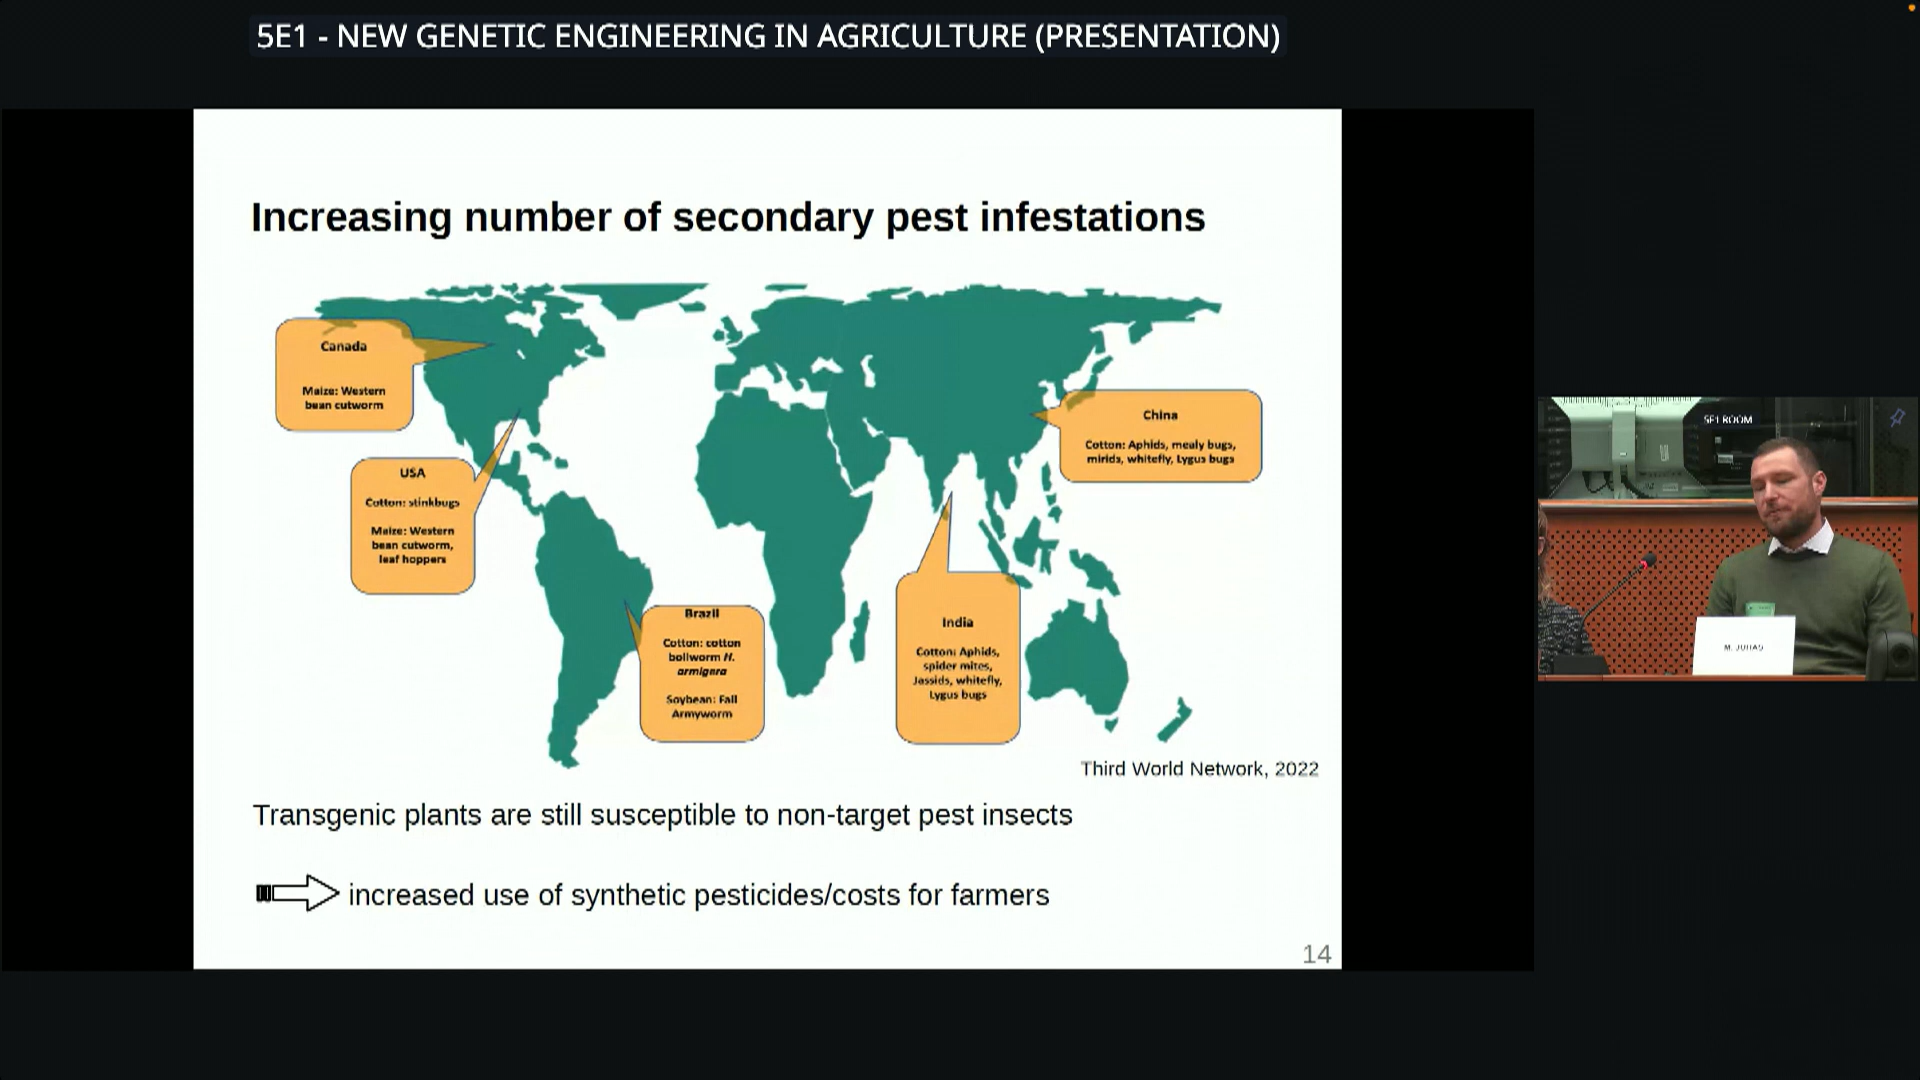 5E1 - NEW GENETIC ENGINEERING IN AGRICULTURE (PRESENTATION)
Increasing number of secondary pest infestations
Canada
Maize: Western
bean cutworm
USA
Cotton: stinkbugs
Maize: Western
bean cutworm,
leaf hoppers
Brazil
Cotton: cotton
bollworm H.
armigera
Soybean: Fall
Armyworm
India
Cotton: Aphids,
spider mites,
Jassids, whitefly,
Lygus bugs
China
Cotton: Aphids, mealy bugs,
mirids, whitefly, Lygus bugs
Third World Network, 2022
Transgenic plants are still susceptible to non-target pest insects
increased use of synthetic pesticides/costs for farmers
14
5E1 ROOM
M. JUHAS